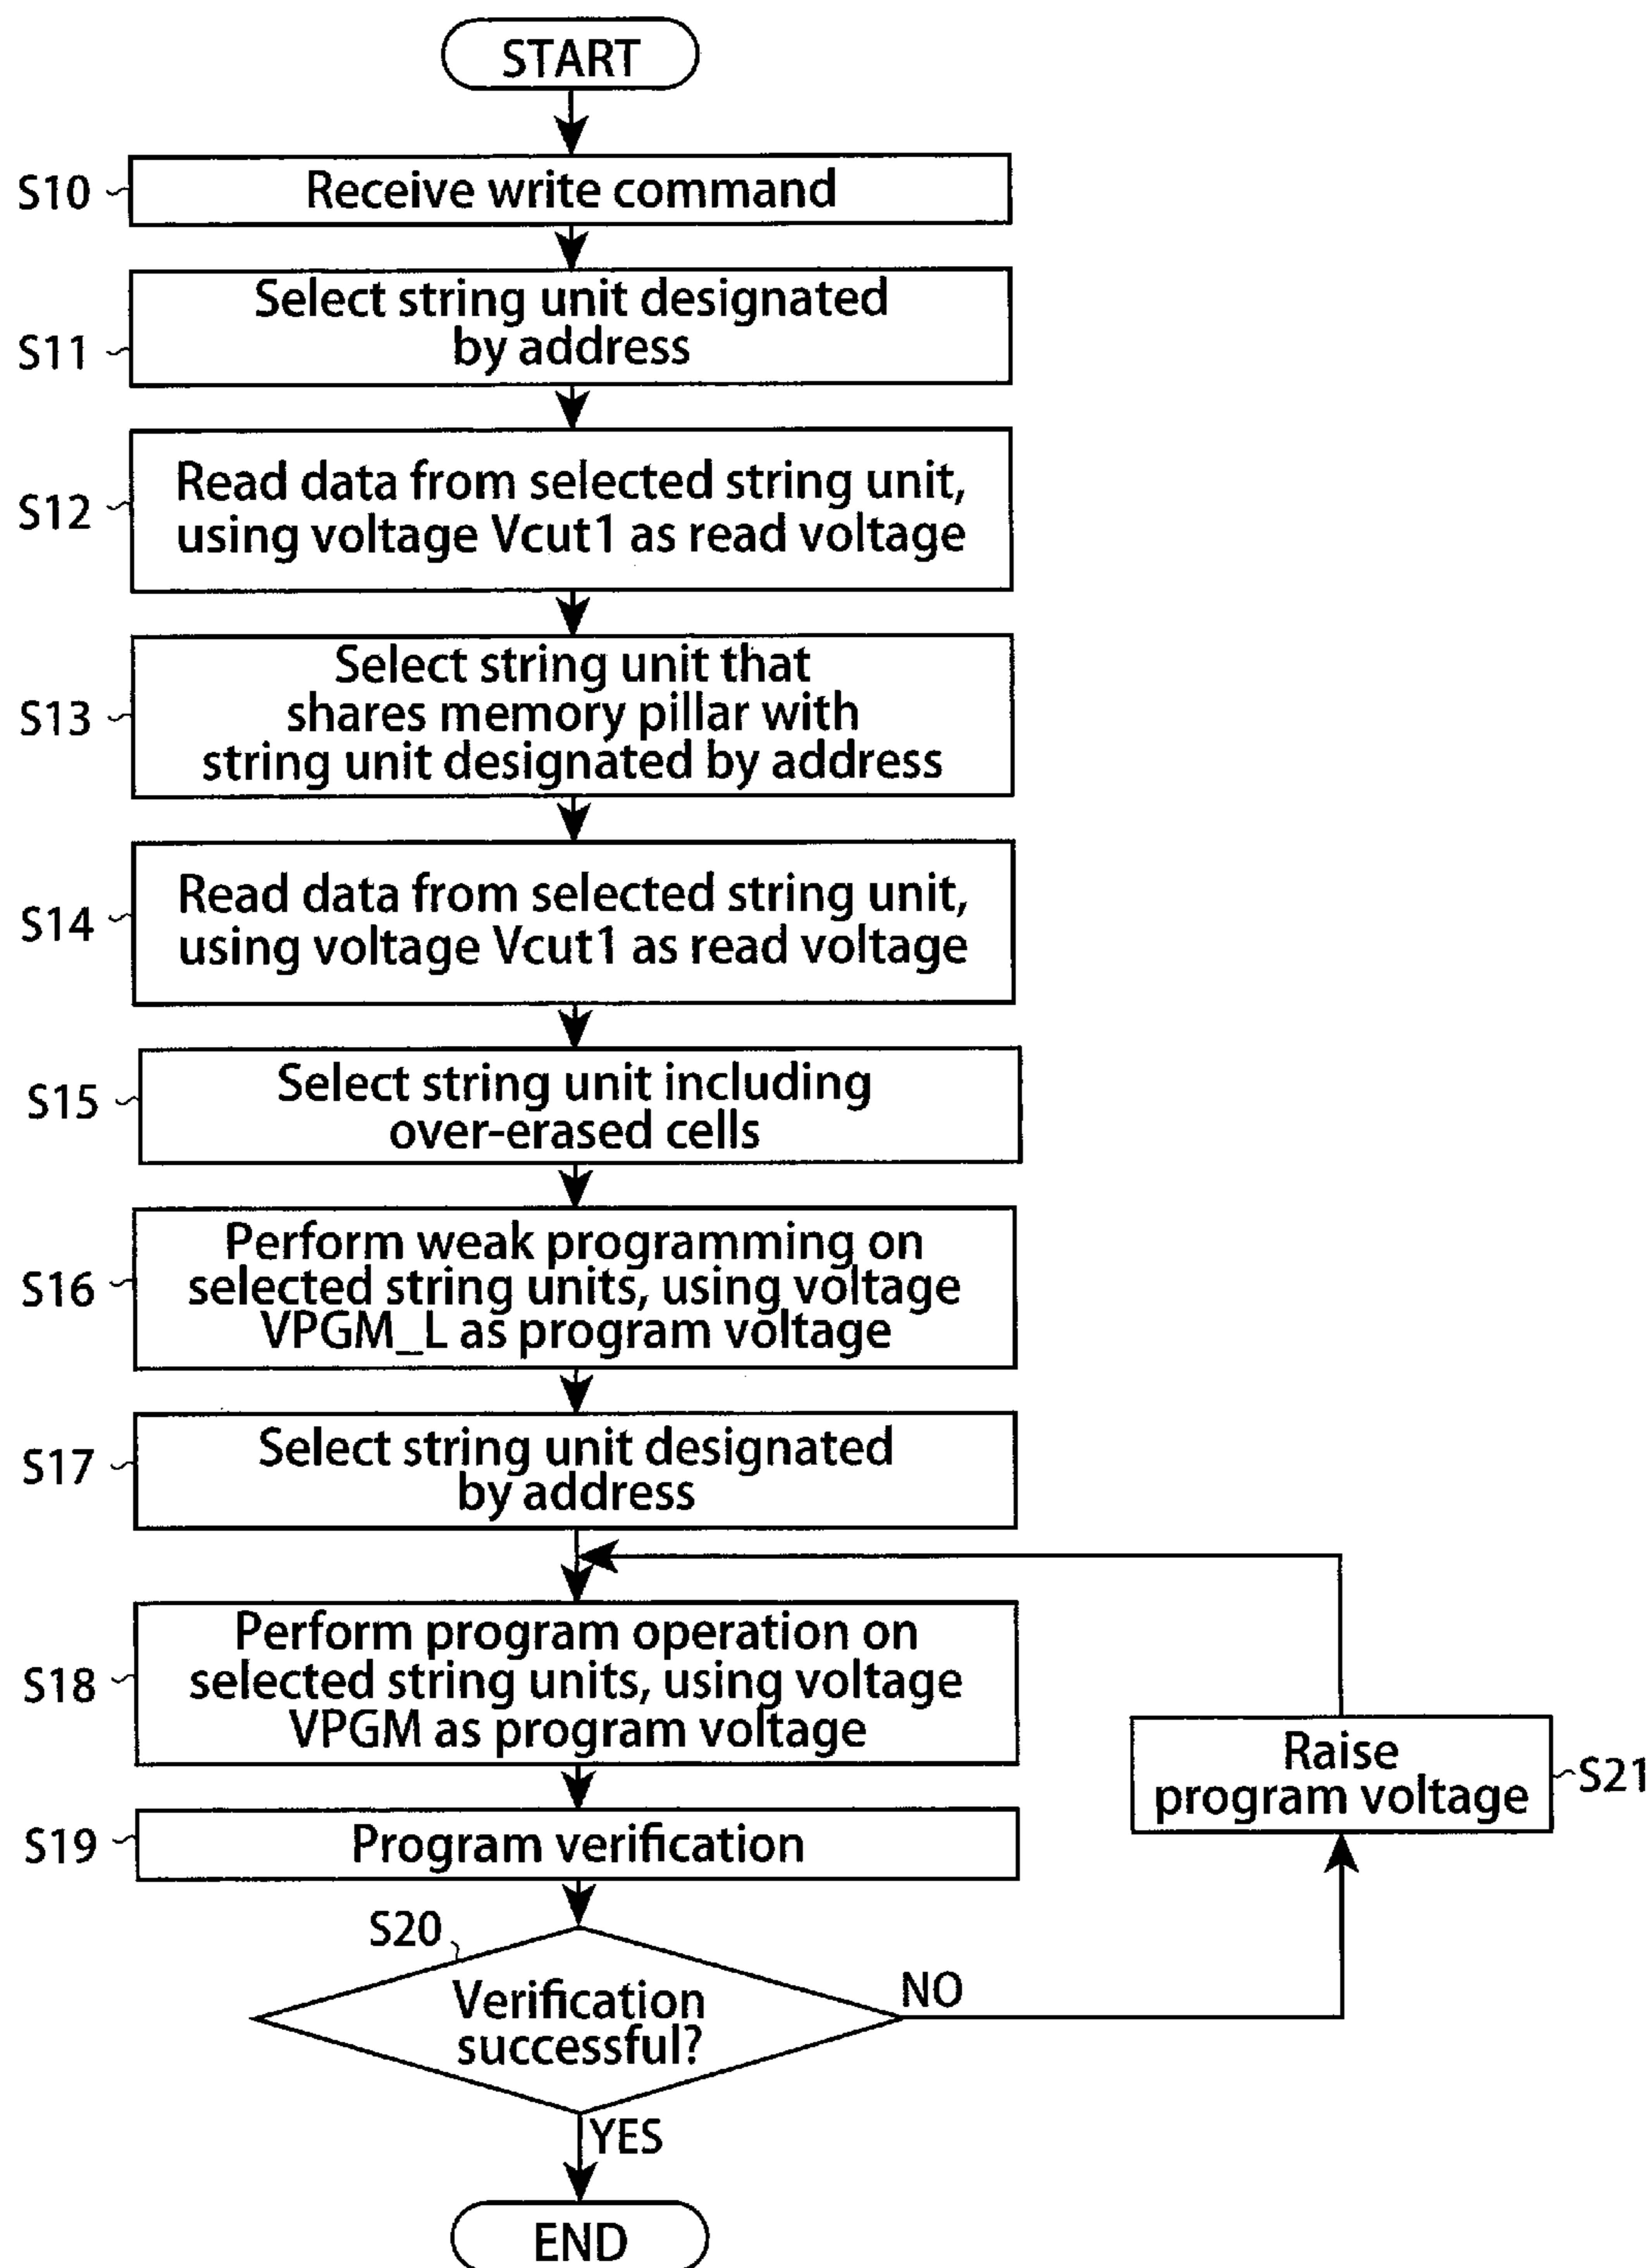 START
S10
Receive write command
S11
Select string unit designated
by address
S12
Read data from selected string unit,
using voltage Vcut1 as read voltage
S13
Select string unit that
shares memory pillar with
string unit designated by address
S14
Read data from selected string unit,
using voltage Vcut1 as read voltage
S15
Select string unit including
over-erased cells
S16
Perform weak programming on
selected string units, using voltage
VPGM_L as program voltage
S17
Select string unit designated
by address
S18
Perform program operation on
selected string units, using voltage
VPGM as program voltage
Raise
program voltage
S21
S19
Program verification
S20
Verification
successful?
NO
YES
END